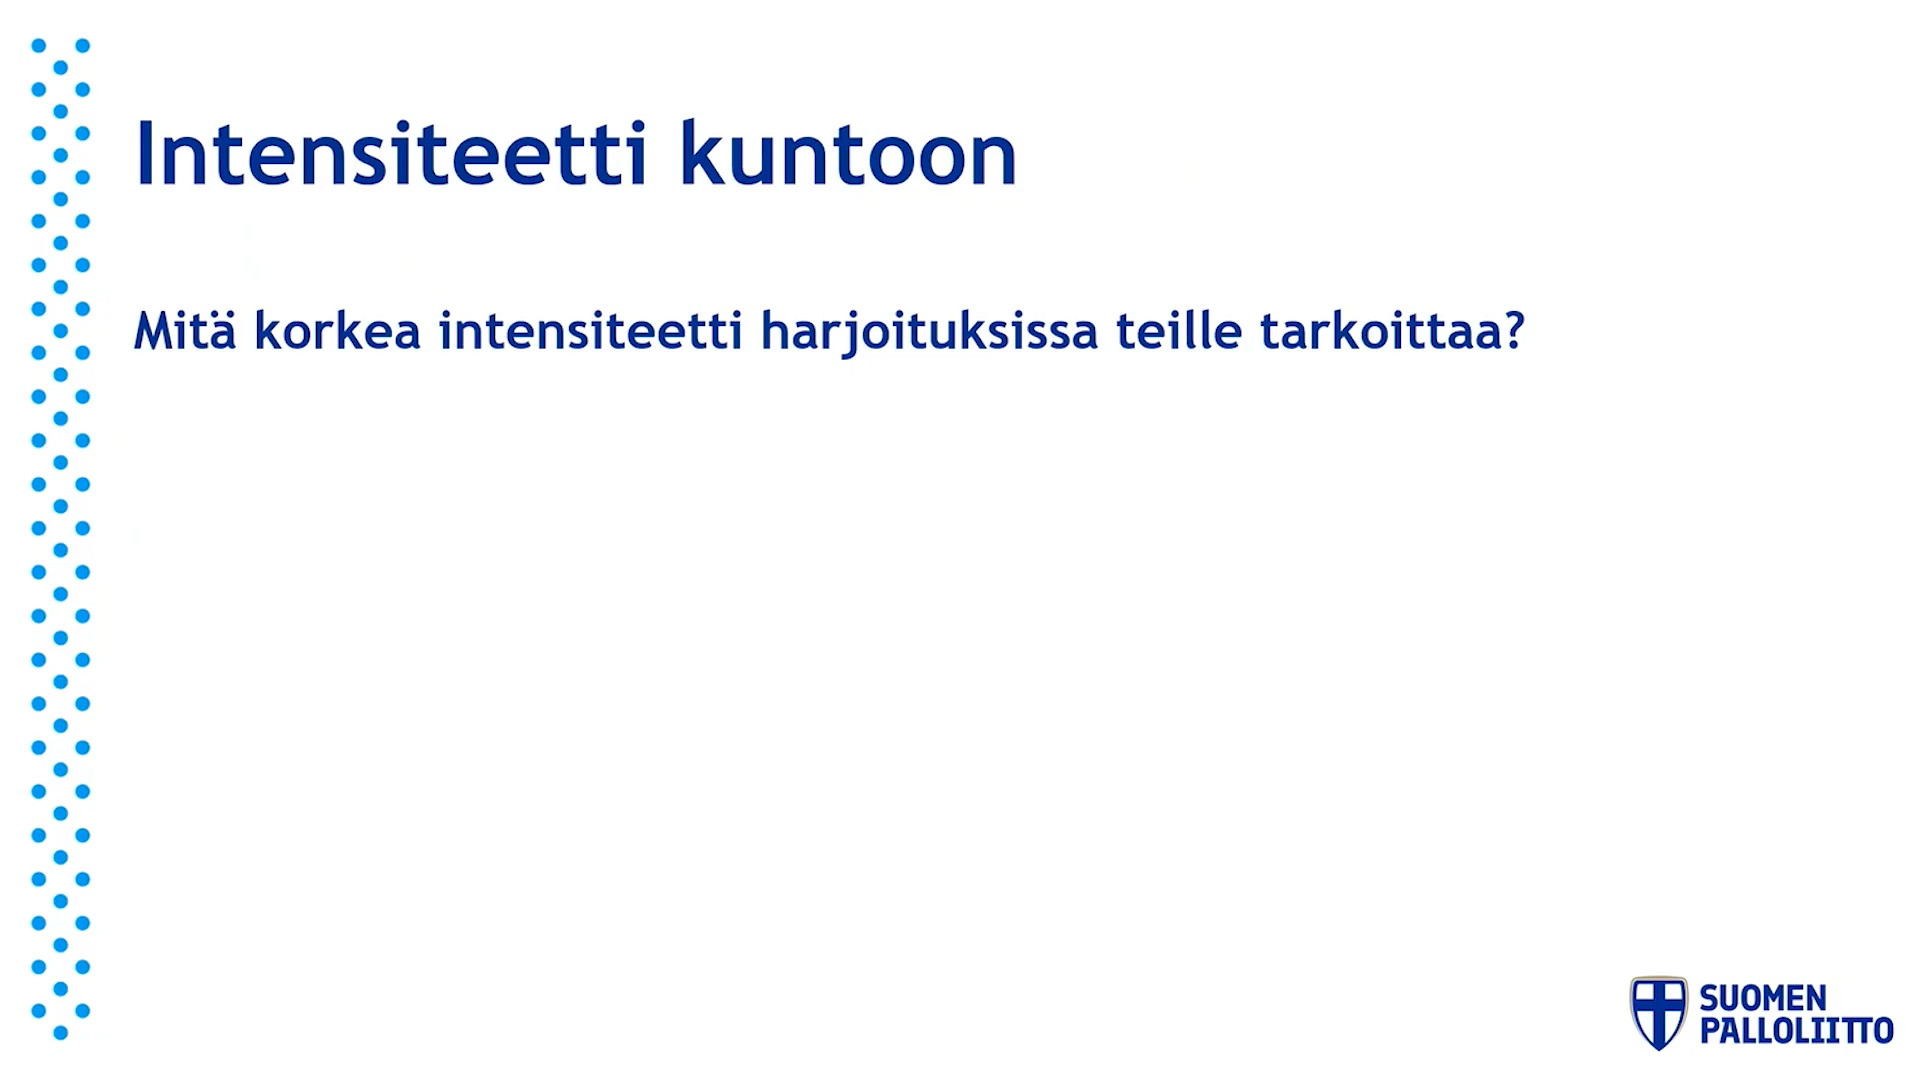 Intensiteetti kuntoon
Mitä korkea intensiteetti harjoituksissa teille tarkoittaa?
SUOMEN
PALLOLIITTO